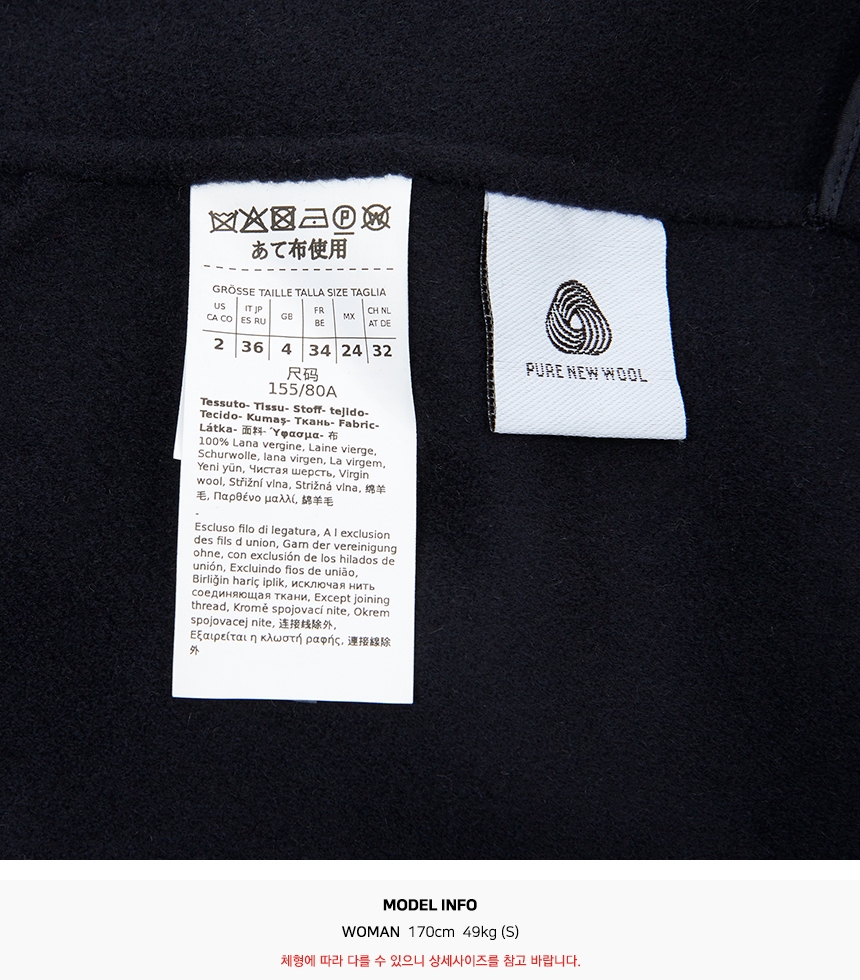 P W
あて布使用
GRÖSSE TAILLE TALLA SIZE TAGLIA
US CA CO IT JP ES RU GB FR BE MX CH NL AT DE
2 36 4 34 24 32
尺码
155/80A
Tessuto- Tissu- Stoff- tejido-
Tecido- Kumaş- Ткань- Fabric-
Látka- 面料- Ύφασμα- 布
100% Lana vergine, Laine vierge,
Schurwolle, lana virgen, La virgem,
Yeni yün, Чистая шерсть, Virgin
wool, Střižní vlna, Strižná vlna, 绵羊
毛, Παρθένο μαλλί, 綿羊毛
-
Escluso filo di legatura, A l exclusion
des fils d union, Garn der vereinigung
ohne, con exclusión de los hilados de
unión, Excluindo fios de união,
Birliğin hariç iplik, исключая нить
соединяющая ткани, Except joining
thread, Kromě spojovací nite, Okrem
spojovacej nite, 连接线除外,
Εξαιρείται η κλωστή ραφής, 連接線除
外
PURE NEW WOOL
MODEL INFO
WOMAN 170cm 49kg (S)
체형에 따라 다를 수 있으니 상세사이즈를 참고 바랍니다.